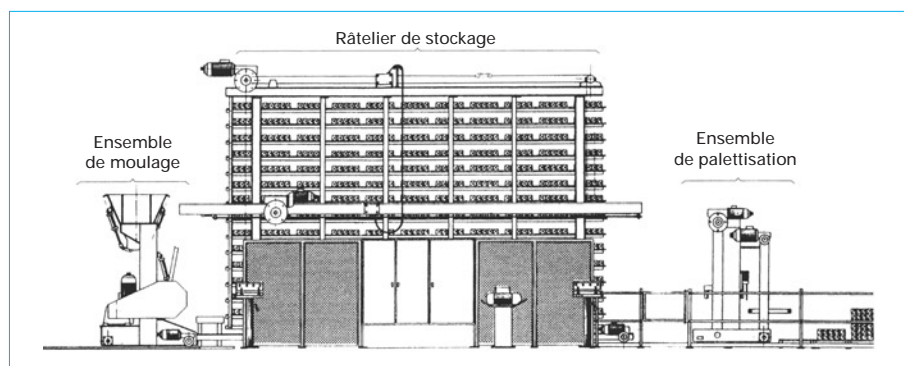 Râtelier de stockage
Ensemble
de moulage
Ensemble
de palettisation